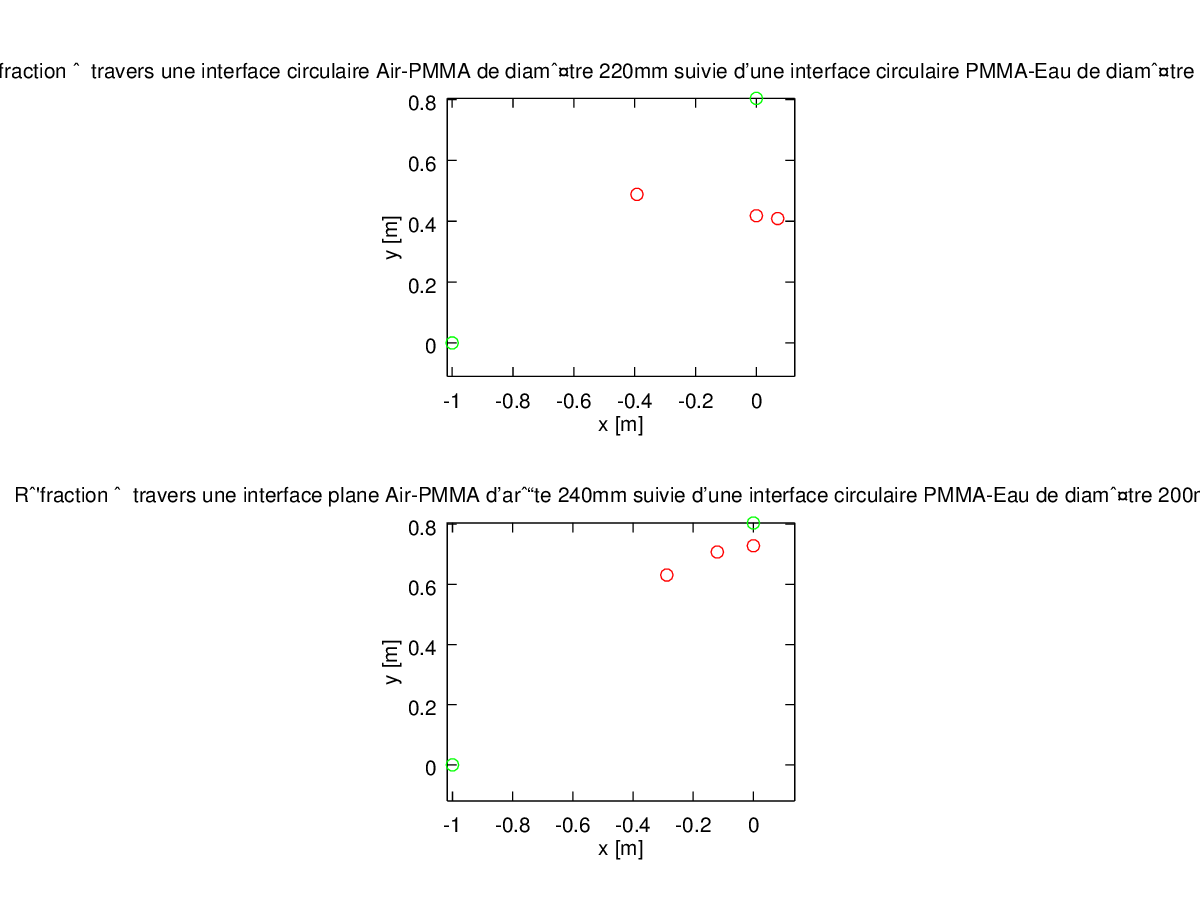 fraction ˆ travers une interface circulaire Air-PMMA de diamˆ¤tre 220mm suivie d’une interface circulaire PMMA-Eau de diamˆ¤tre
0.8
0.6
0.4
0.2
0
y [m]
-1 -0.8 -0.6 -0.4 -0.2 0
x [m]
Rˆ'fraction ˆ travers une interface plane Air-PMMA d’arˆ“te 240mm suivie d’une interface circulaire PMMA-Eau de diamˆ¤tre 200m
0.8
0.6
0.4
0.2
0
y [m]
-1 -0.8 -0.6 -0.4 -0.2 0
x [m]